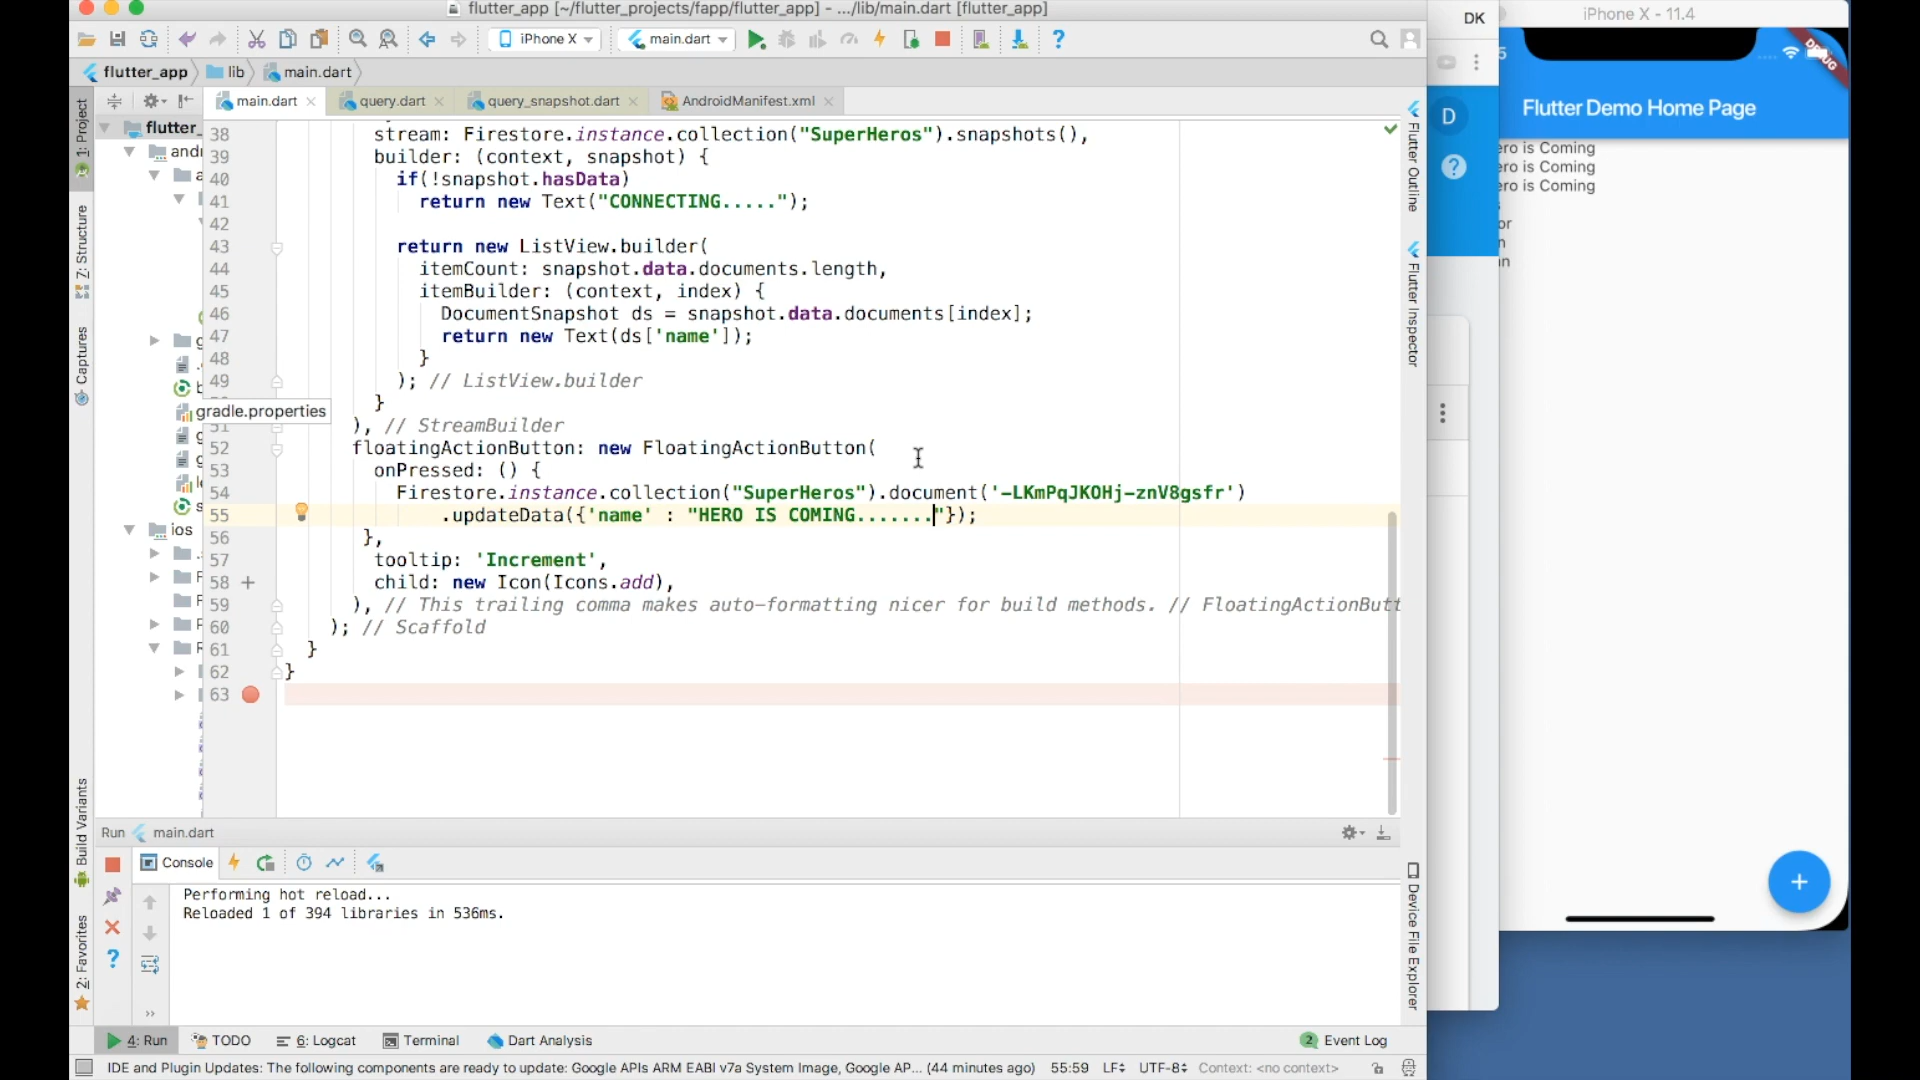 flutter_app [~/flutter_projects/fapp/flutter_app] - .../lib/main.dart [flutter_app]
DK
iPhone X - 11.4
iPhone X
main.dart
flutter_app
lib
main.dart
main.dart
query.dart
query_snapshot.dart
AndroidManifest.xml
Flutter Demo Home Page
DEBUG
D
ero is Coming
ero is Coming
ero is Coming
or
n
an
1: Project
7: Structure
Captures
Build Variants
2: Favorites
Flutter Outline
Flutter Inspector
Device File Explorer
flutter_
andr
ios
gradle.properties
38 stream: Firestore.instance.collection("SuperHeros").snapshots(),
39 builder: (context, snapshot) {
40 if(!snapshot.hasData)
41 return new Text("CONNECTING.....");
42
43 return new ListView.builder(
44 itemCount: snapshot.data.documents.length,
45 itemBuilder: (context, index) {
46 DocumentSnapshot ds = snapshot.data.documents[index];
47 return new Text(ds['name']);
48 }
49 ); // ListView.builder
}
51 ), // StreamBuilder
52 floatingActionButton: new FloatingActionButton(
53 onPressed: () {
54 Firestore.instance.collection("SuperHeros").document('-LKmPqJKOHj-znV8gsfr')
55 .updateData({'name' : "HERO IS COMING......."});
56 },
57 tooltip: 'Increment',
58 child: new Icon(Icons.add),
59 ), // This trailing comma makes auto-formatting nicer for build methods. // FloatingActionButt
60 ); // Scaffold
61 }
62 }
63
Run main.dart
Console
Performing hot reload...
Reloaded 1 of 394 libraries in 536ms.
4: Run
TODO
6: Logcat
Terminal
Dart Analysis
2 Event Log
IDE and Plugin Updates: The following components are ready to update: Google APIs ARM EABI v7a System Image, Google AP... (44 minutes ago)
55:59
LF
UTF-8
Context: <no context>